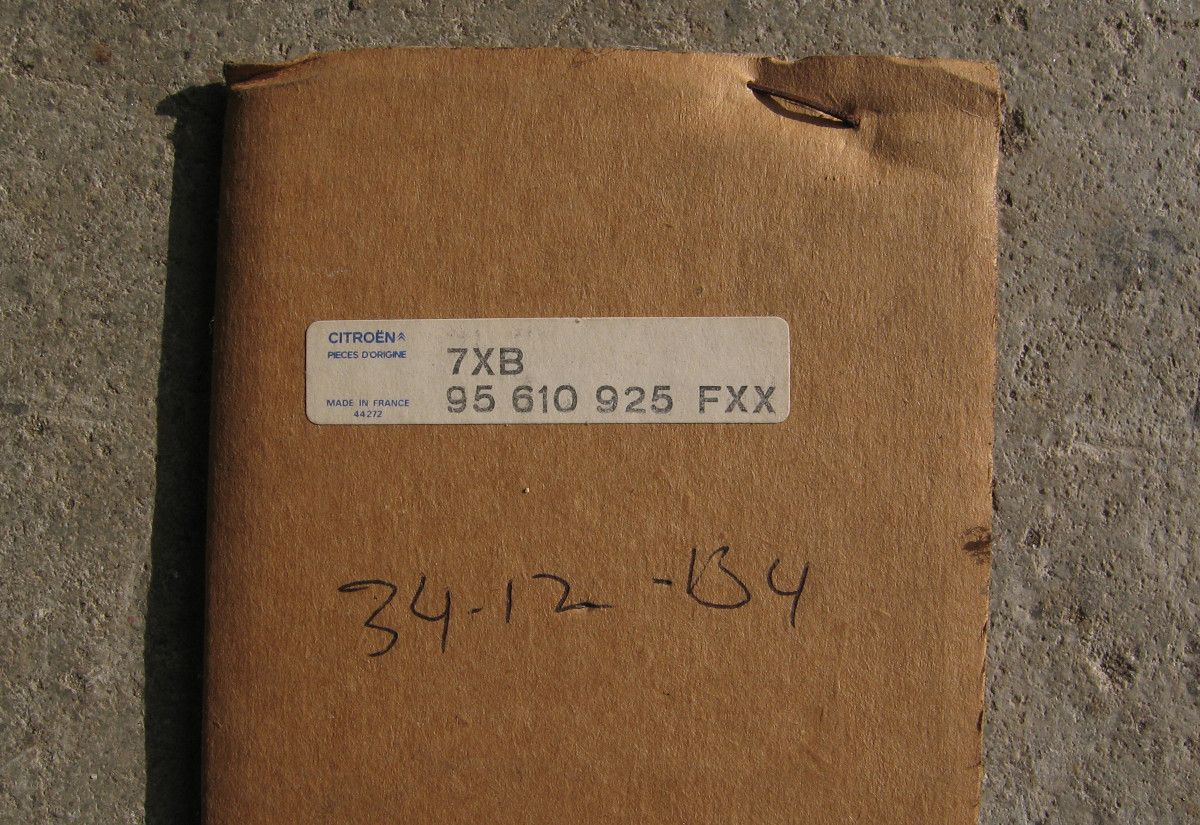 CITROËN
PIECES D'ORIGINE
7XB
95 610 925 FXX
MADE IN FRANCE
44272
34-12-B4